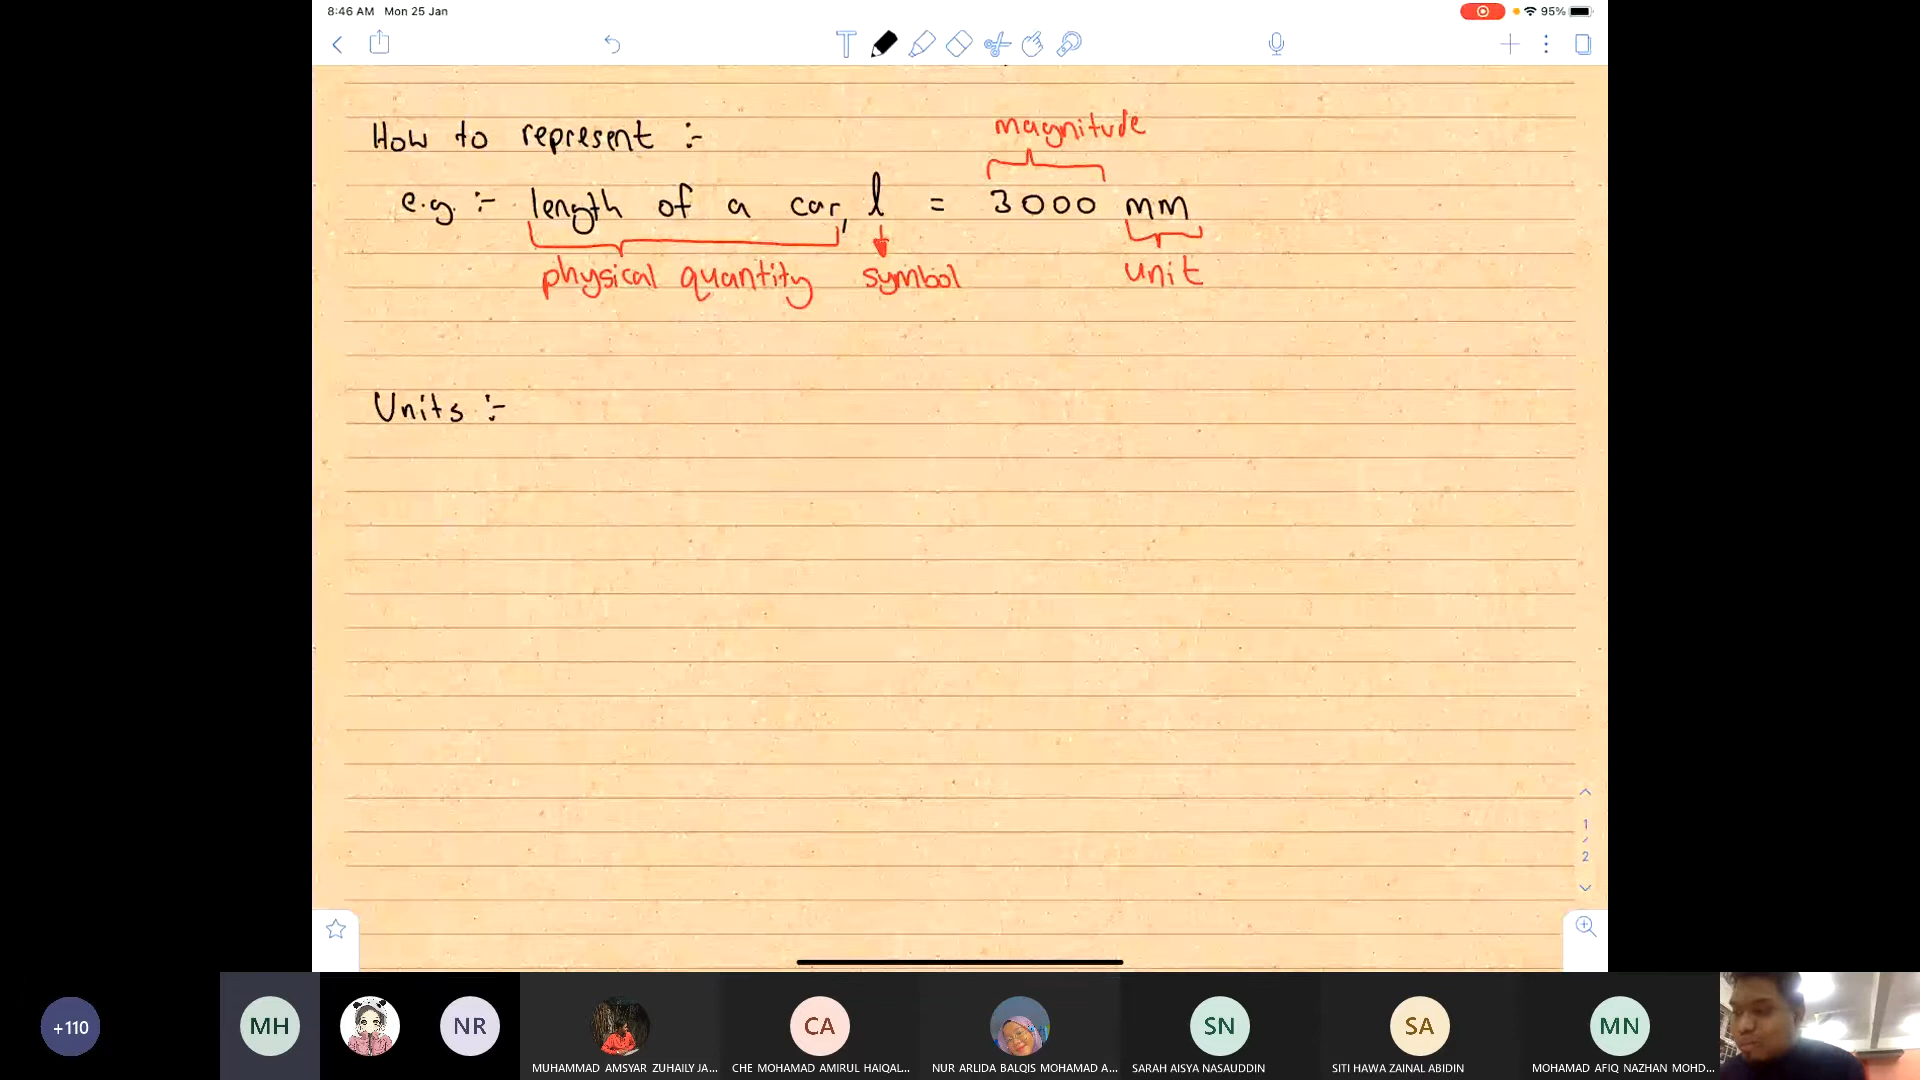 8:46 AM Mon 25 Jan
95%
magnitude
How to represent :-
e.g. :- length of a car, l = 3000 mm
physical quantity symbol unit
Units :-
1
/
2
+110
MH
NR
CA
SN
SA
MN
MUHAMMAD AMSYAR ZUHAILY JA...
CHE MOHAMAD AMIRUL HAIQAL...
NUR ARLIDA BALQIS MOHAMAD A...
SARAH AISYA NASAUDDIN
SITI HAWA ZAINAL ABIDIN
MOHAMAD AFIQ NAZHAN MOHD...